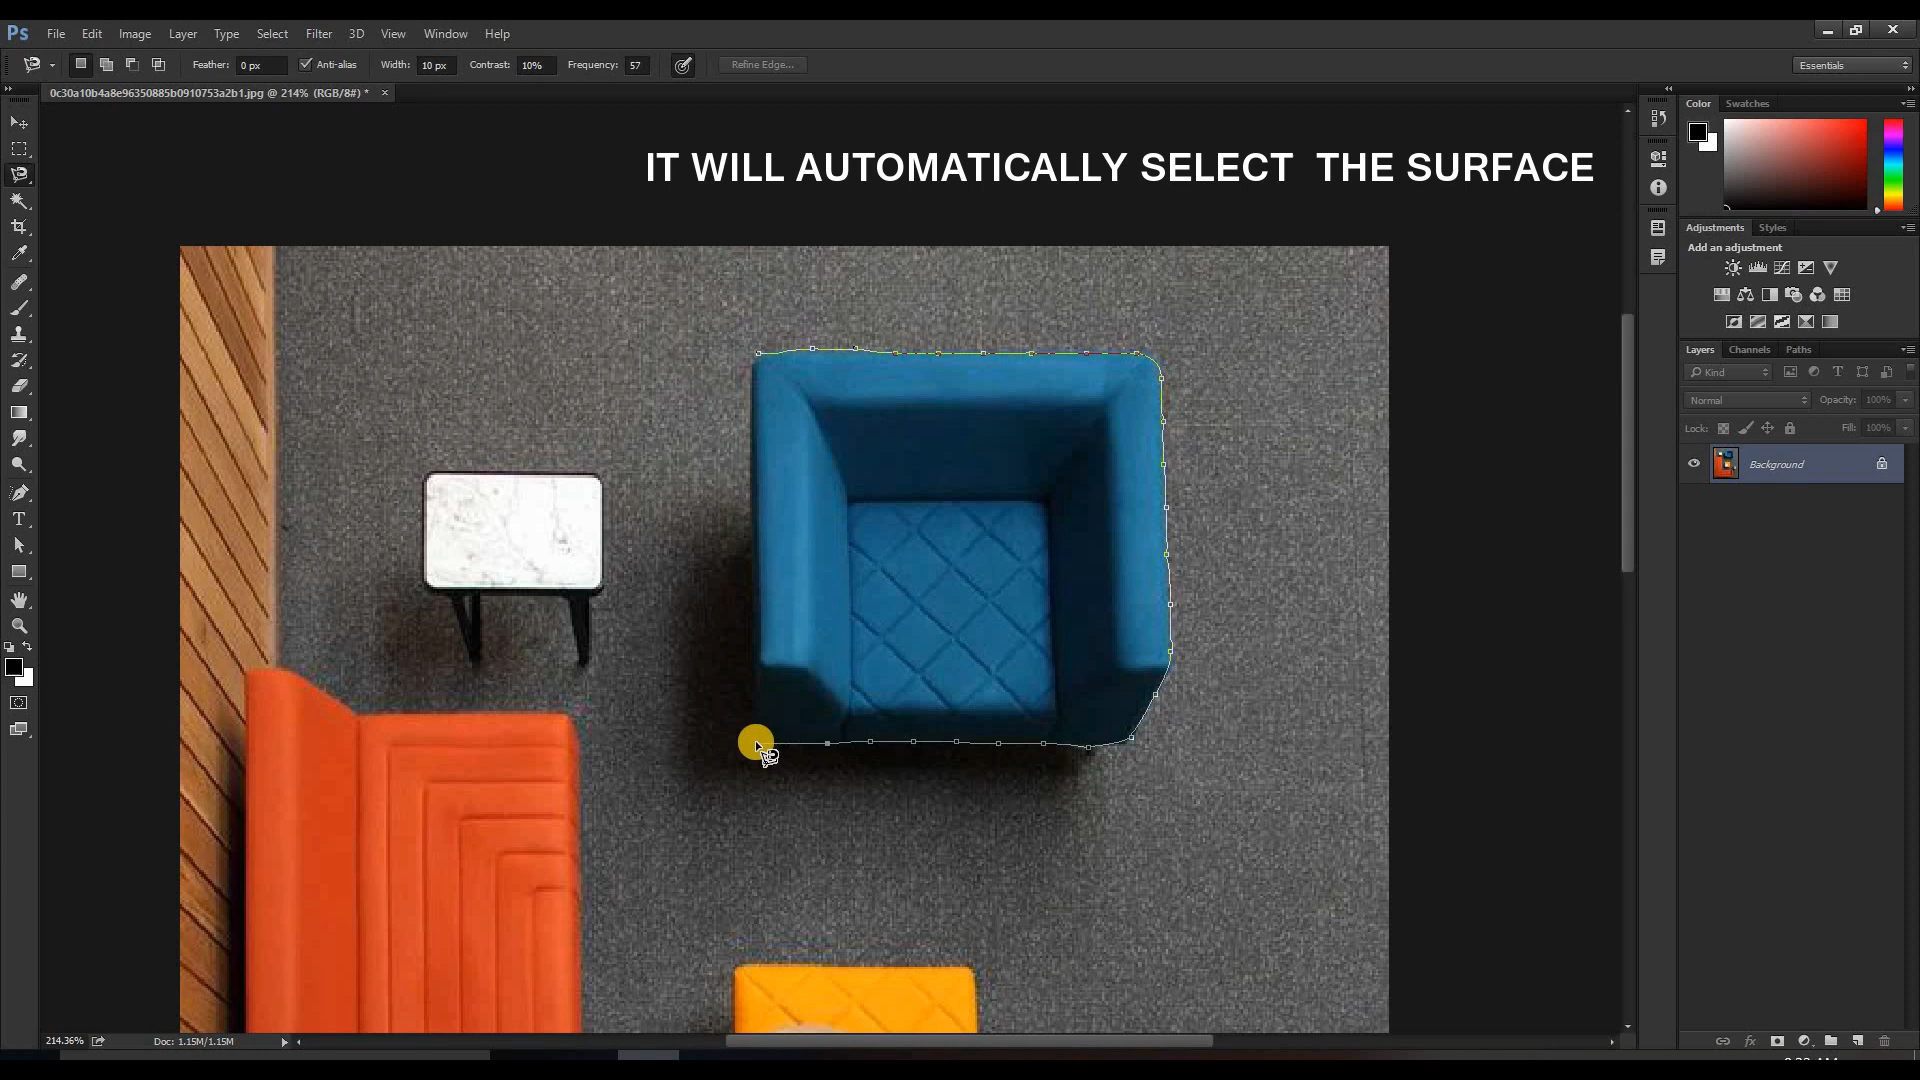 Ps File Edit Image Layer Type Select Filter 3D View Window Help
Feather: 0 px Anti-alias Width: 10 px Contrast: 10% Frequency: 57 Refine Edge... Essentials
0c30a10b4a8e96350885b0910753a2b1.jpg @ 214% (RGB/8#) * ×
Color Swatches
IT WILL AUTOMATICALLY SELECT THE SURFACE
Adjustments Styles
Add an adjustment
Layers Channels Paths
Kind
Normal Opacity: 100%
Lock: Fill: 100%
Background
214.36% Doc: 1.15M/1.15M